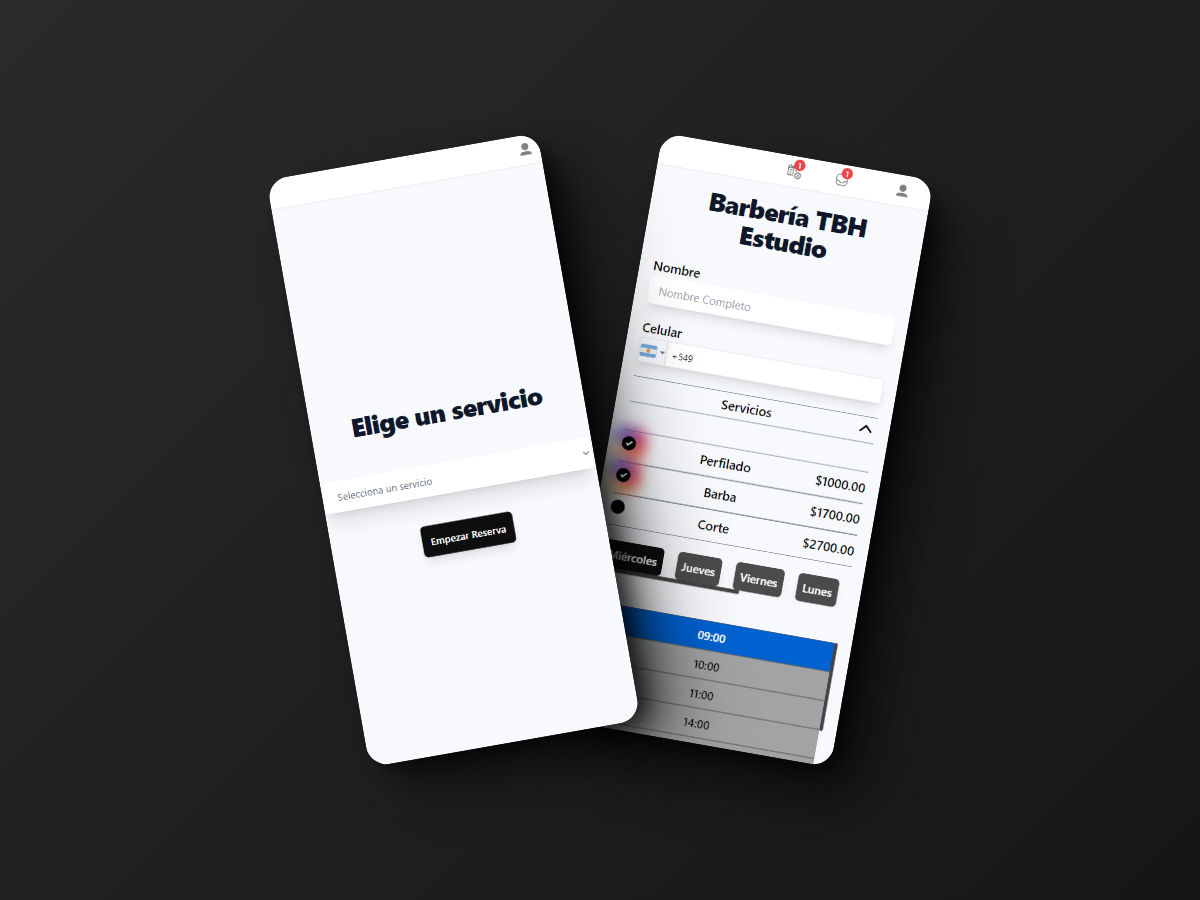 Elige un servicio
Selecciona un servicio
Empezar Reserva
1
1
Barbería TBH
Estudio
Nombre
Nombre Completo
Celular
+549
Servicios
Perfilado $1000.00
Barba $1700.00
Corte $2700.00
Miércoles Jueves Viernes Lunes
09:00
10:00
11:00
14:00